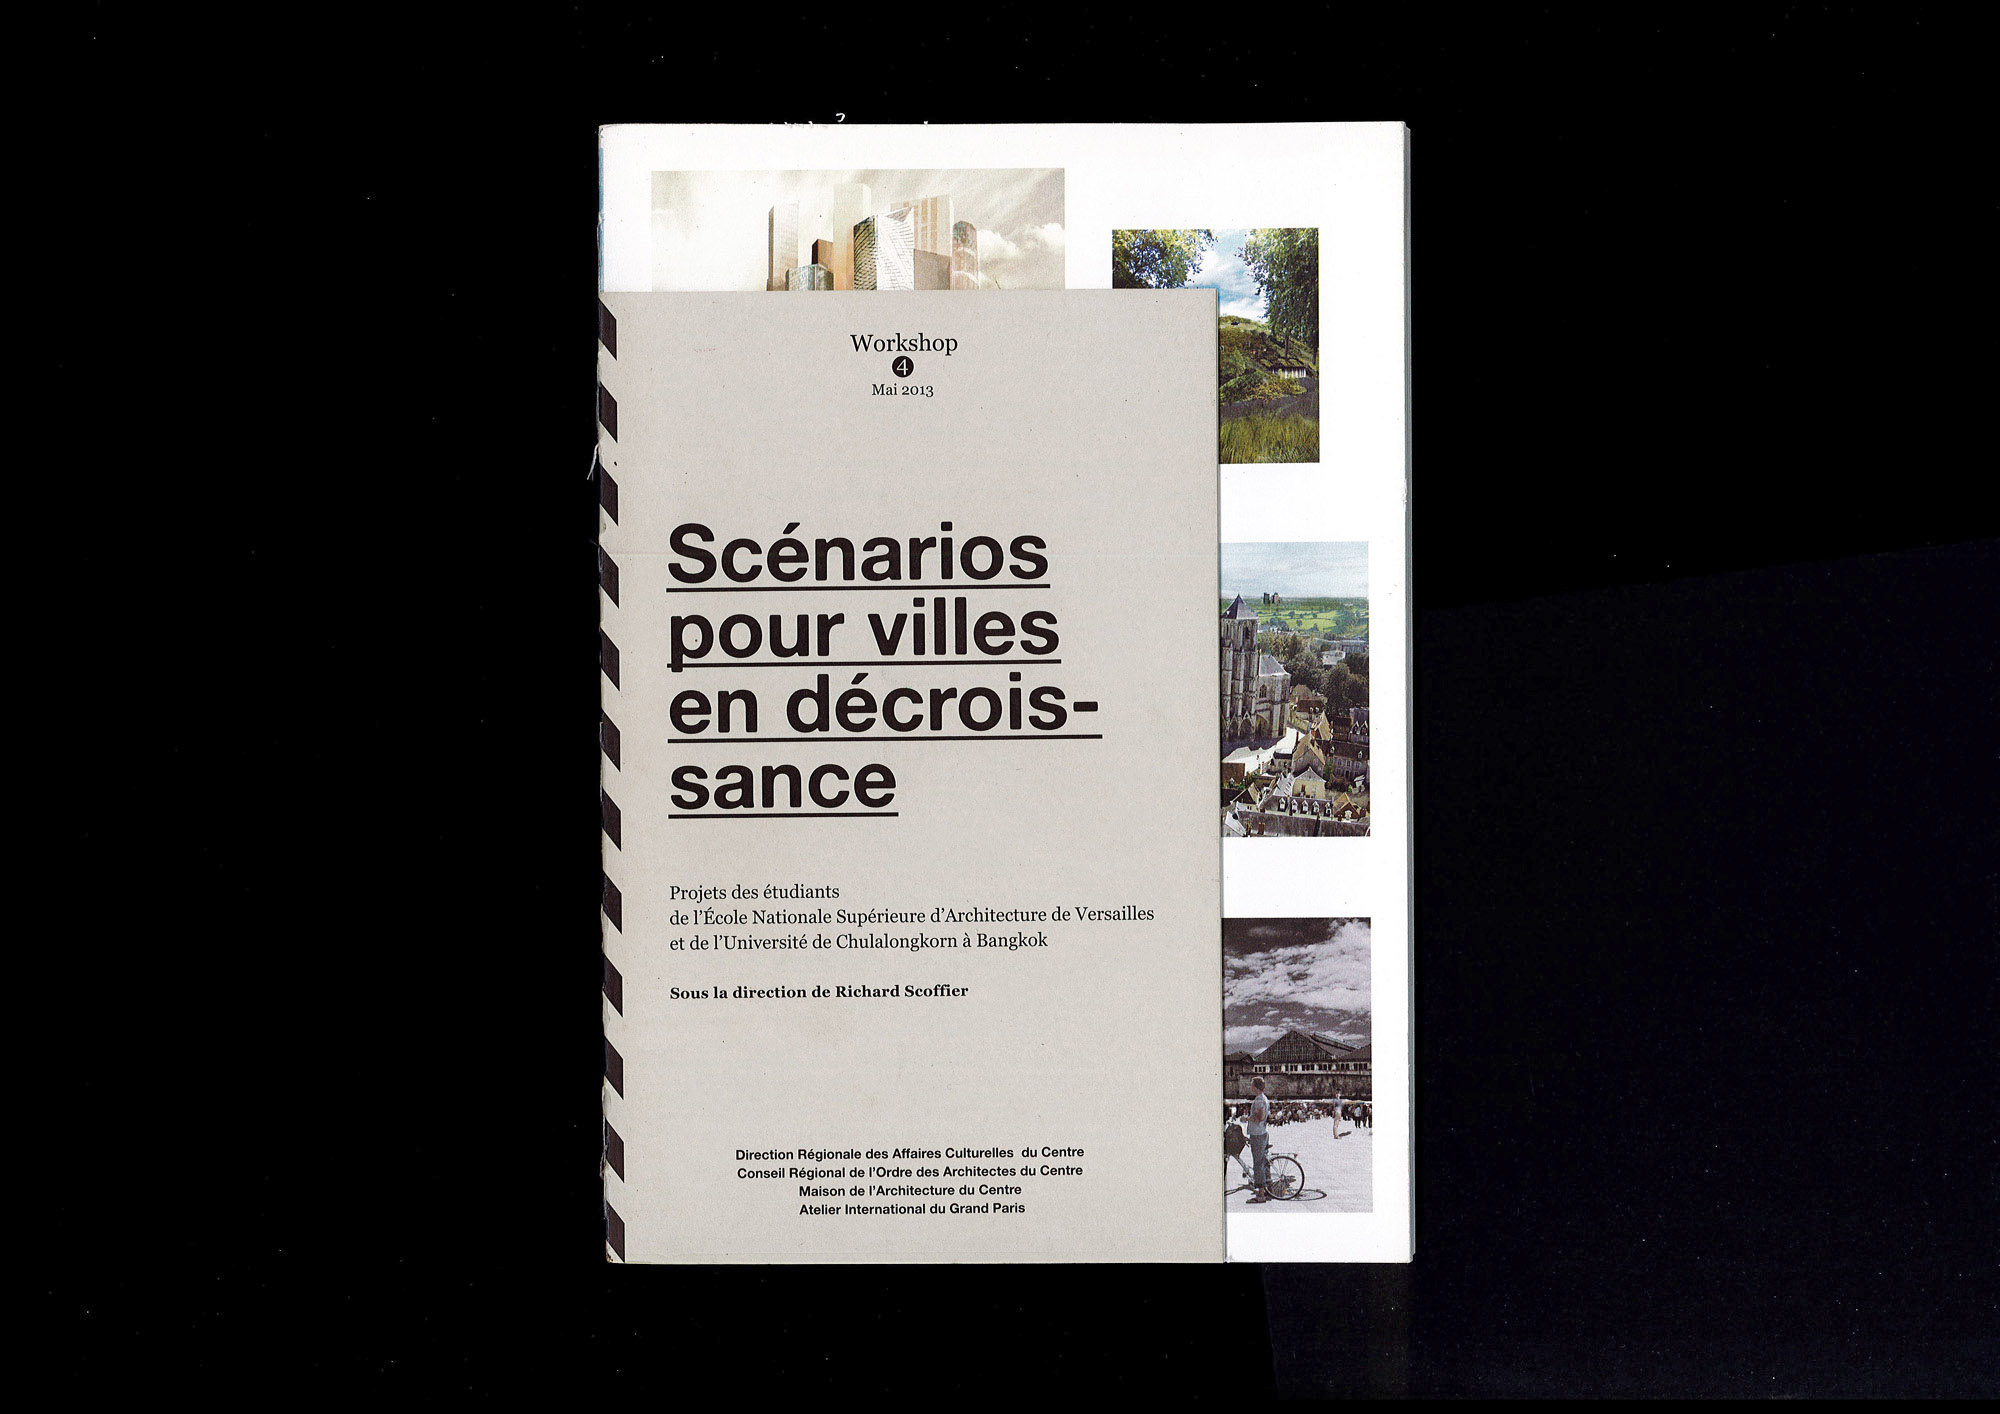 Workshop
4
Mai 2013
Scénarios
pour villes
en décrois-
sance
Projets des étudiants
de l'École Nationale Supérieure d'Architecture de Versailles
et de l'Université de Chulalongkorn à Bangkok
Sous la direction de Richard Scoffier
Direction Régionale des Affaires Culturelles du Centre
Conseil Régional de l'Ordre des Architectes du Centre
Maison de l'Architecture du Centre
Atelier International du Grand Paris